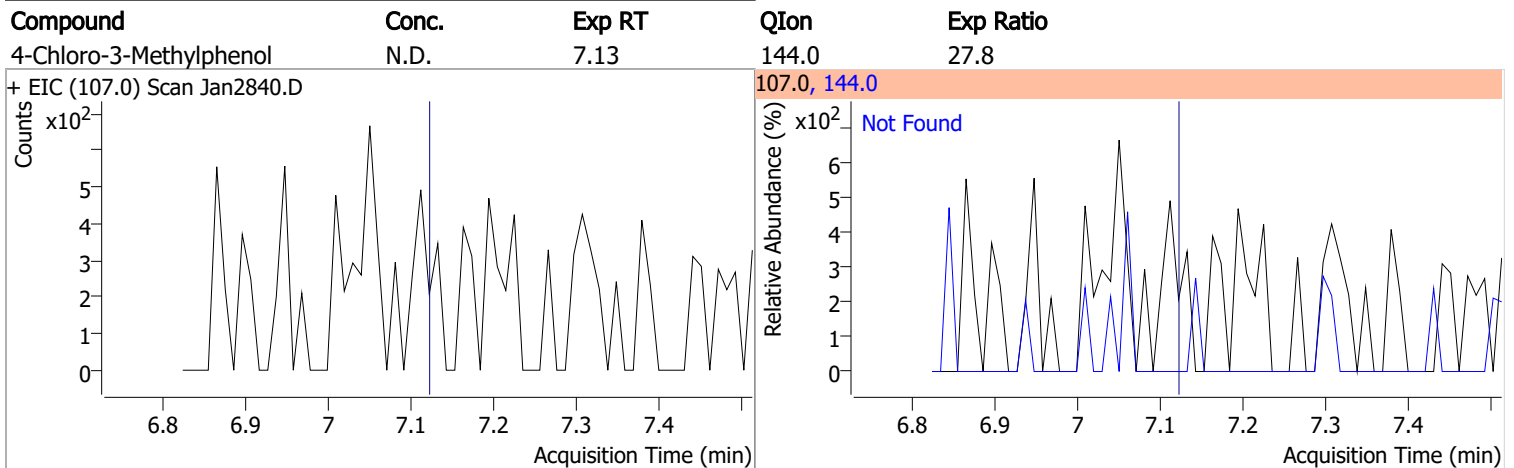 Compound Conc. Exp RT QIon Exp Ratio
4-Chloro-3-Methylphenol N.D. 7.13 144.0 27.8
+ EIC (107.0) Scan Jan2840.D
Counts
x10²
5
4
3
2
1
0
6.8 6.9 7 7.1 7.2 7.3 7.4
Acquisition Time (min)
107.0, 144.0
Relative Abundance (%)
x10²
Not Found
6
5
4
3
2
1
0
6.8 6.9 7 7.1 7.2 7.3 7.4
Acquisition Time (min)